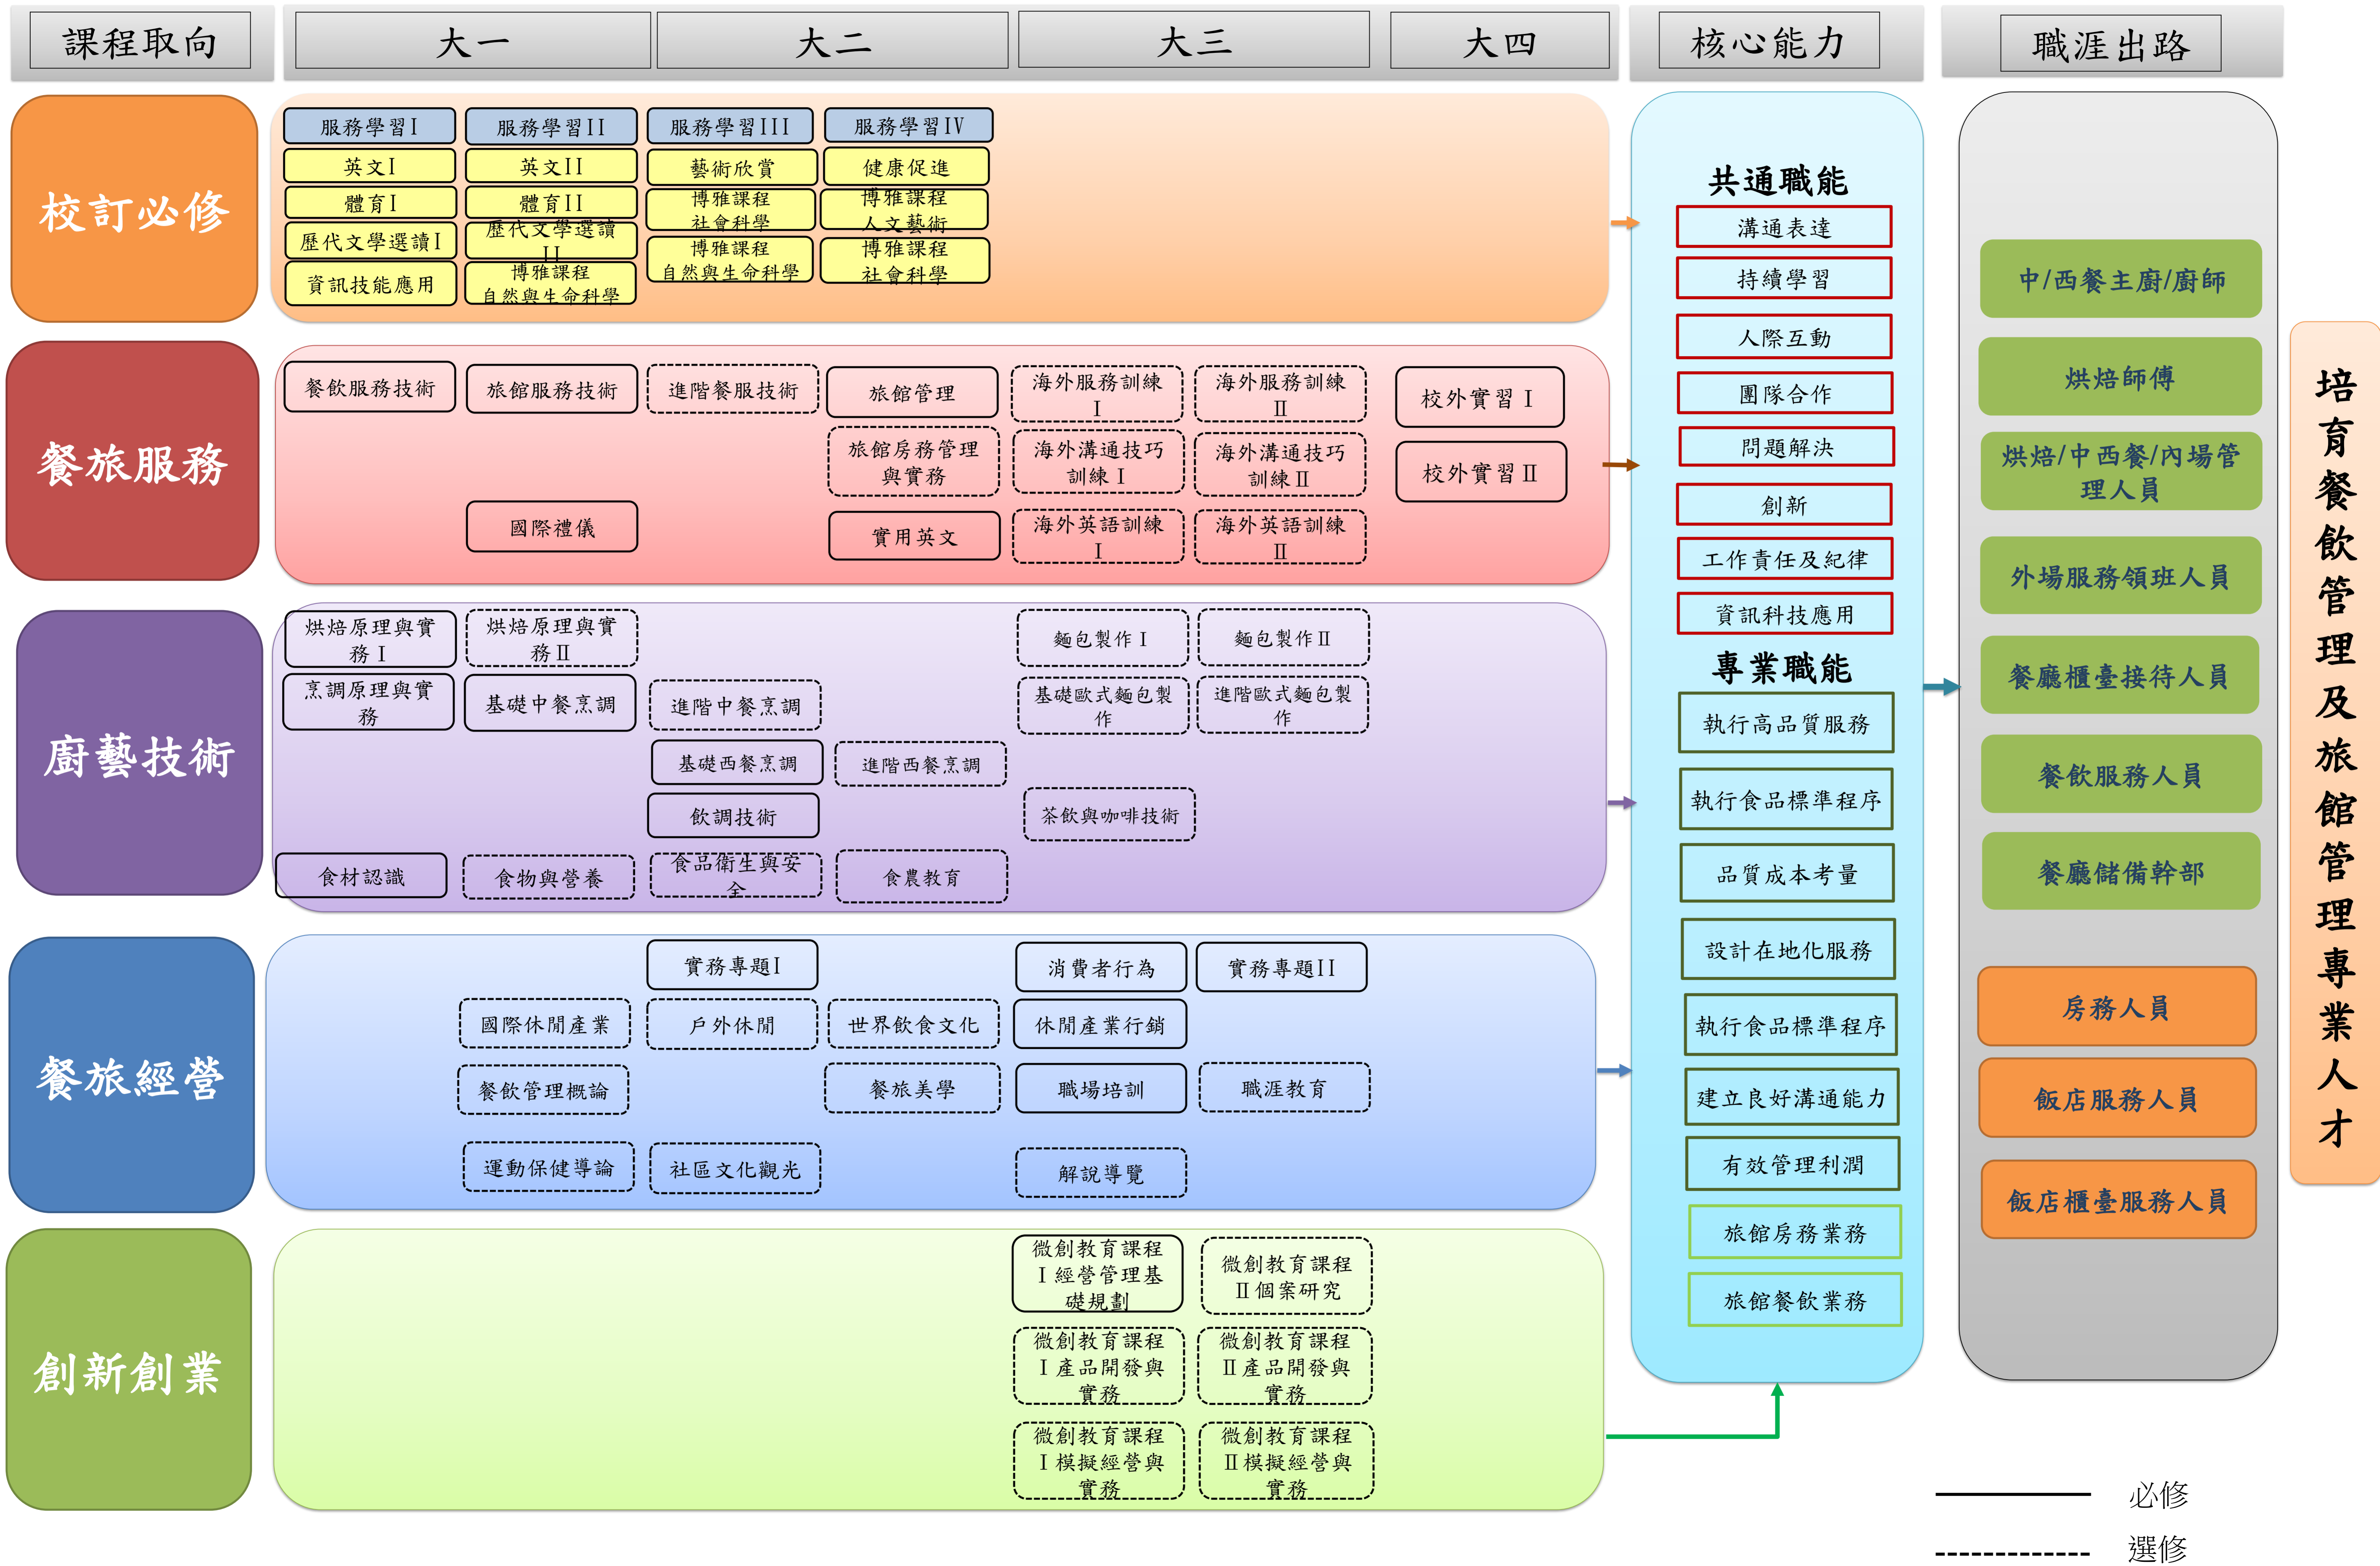 課程取向
大一
大二
大三
大四
核心能力
職涯出路
校訂必修
服務學習I
服務學習II
服務學習III
服務學習IV
英文I
英文II
藝術欣賞
健康促進
體育I
體育II
博雅課程
社會科學
博雅課程
人文藝術
歷代文學選讀I
歷代文學選讀
II
博雅課程
自然與生命科學
博雅課程
社會科學
資訊技能應用
博雅課程
自然與生命科學
餐旅服務
餐飲服務技術
旅館服務技術
進階餐服技術
旅館管理
海外服務訓練
Ⅰ
海外服務訓練
Ⅱ
校外實習Ⅰ
旅館房務管理
與實務
海外溝通技巧
訓練Ⅰ
海外溝通技巧
訓練Ⅱ
校外實習Ⅱ
國際禮儀
實用英文
海外英語訓練
Ⅰ
海外英語訓練
Ⅱ
廚藝技術
烘焙原理與實
務Ⅰ
烘焙原理與實
務Ⅱ
麵包製作Ⅰ
麵包製作Ⅱ
烹調原理與實
務
基礎中餐烹調
進階中餐烹調
基礎歐式麵包製
作
進階歐式麵包製
作
基礎西餐烹調
進階西餐烹調
飲調技術
茶飲與咖啡技術
食材認識
食物與營養
食品衛生與安
全
食農教育
餐旅經營
實務專題I
消費者行為
實務專題II
國際休閒產業
戶外休閒
世界飲食文化
休閒產業行銷
餐飲管理概論
餐旅美學
職場培訓
職涯教育
運動保健導論
社區文化觀光
解說導覽
創新創業
微創教育課程
Ⅰ經營管理基
礎規劃
微創教育課程
Ⅱ個案研究
微創教育課程
Ⅰ產品開發與
實務
微創教育課程
Ⅱ產品開發與
實務
微創教育課程
Ⅰ模擬經營與
實務
微創教育課程
Ⅱ模擬經營與
實務
共通職能
溝通表達
持續學習
人際互動
團隊合作
問題解決
創新
工作責任及紀律
資訊科技應用
專業職能
執行高品質服務
執行食品標準程序
品質成本考量
設計在地化服務
執行食品標準程序
建立良好溝通能力
有效管理利潤
旅館房務業務
旅館餐飲業務
中/西餐主廚/廚師
烘焙師傅
烘焙/中西餐/內場管
理人員
外場服務領班人員
餐廳櫃臺接待人員
餐飲服務人員
餐廳儲備幹部
房務人員
飯店服務人員
飯店櫃臺服務人員
培育餐飲管理及旅館管理專業人才
必修
選修